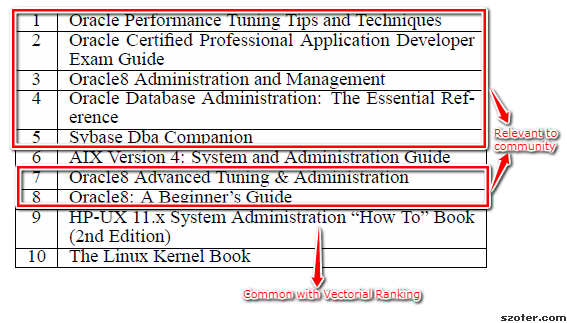 1 Oracle Performance Tuning Tips and Techniques
2 Oracle Certified Professional Application Developer
Exam Guide
3 Oracle8 Administration and Management
4 Oracle Database Administration: The Essential Ref-
erence
5 Sybase Dba Companion
6 AIX Version 4: System and Administration Guide
7 Oracle8 Advanced Tuning & Administration
8 Oracle8: A Beginner's Guide
9 HP-UX 11.x System Administration “How To” Book
(2nd Edition)
10 The Linux Kernel Book
Relevant to
community
Common with Vectorial Ranking
szoter.com